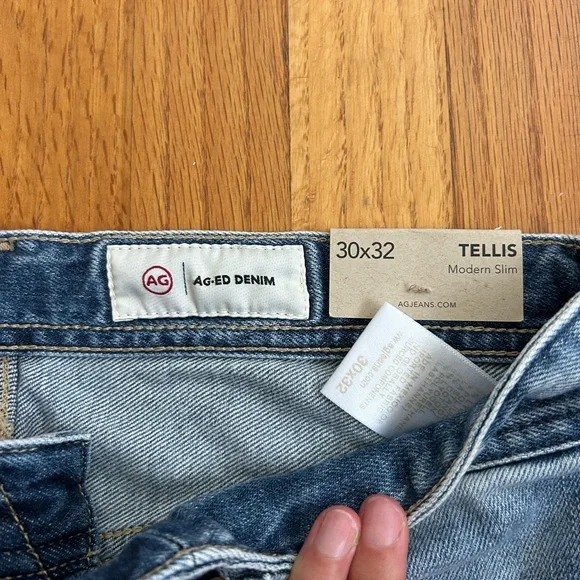 AG | AG-ED DENIM
30x32 TELLIS
Modern Slim
AGJEANS.COM
30x32